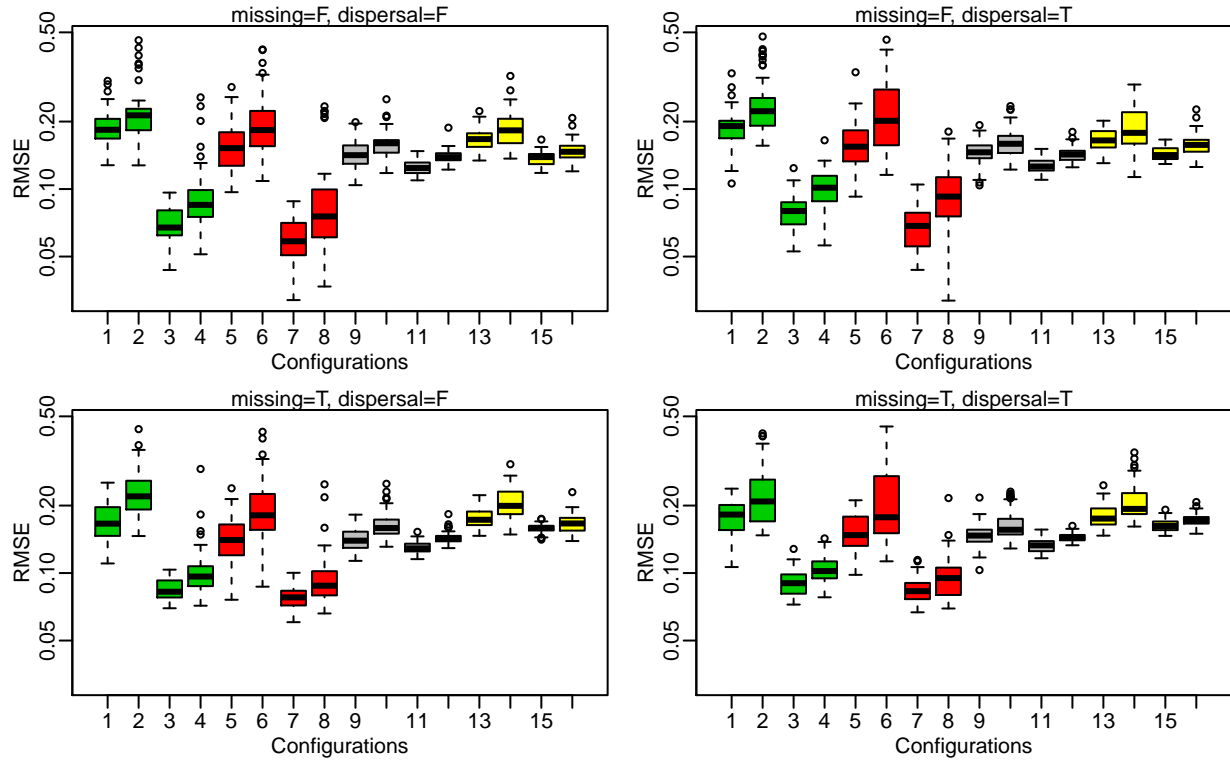 missing=F, dispersal=F
RMSE
0.50
0.20
0.10
0.05
1 2 3 4 5 6 7 8 9 11 13 15
Configurations
missing=F, dispersal=T
RMSE
0.50
0.20
0.10
0.05
1 2 3 4 5 6 7 8 9 11 13 15
Configurations
missing=T, dispersal=F
RMSE
0.50
0.20
0.10
0.05
1 2 3 4 5 6 7 8 9 11 13 15
Configurations
missing=T, dispersal=T
RMSE
0.50
0.20
0.10
0.05
1 2 3 4 5 6 7 8 9 11 13 15
Configurations